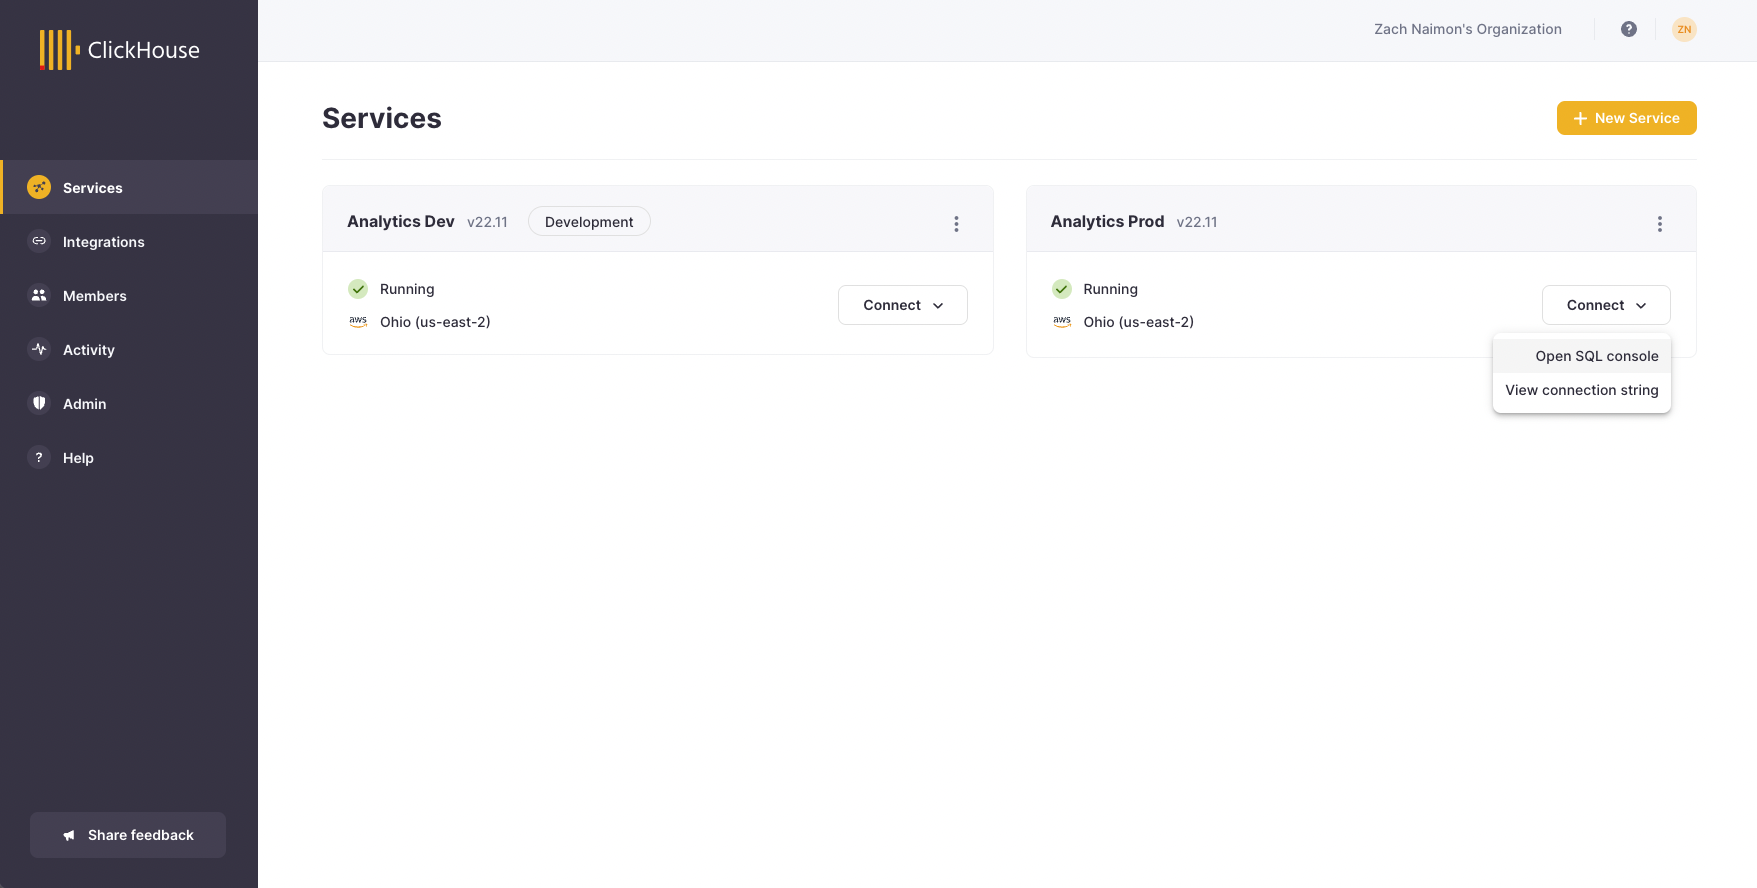 ClickHouse
Zach Naimon's Organization
?
ZN
Services
Integrations
Members
Activity
Admin
? Help
Share feedback
Services
+ New Service
Analytics Dev v22.11 Development
Running
aws Ohio (us-east-2)
Connect
Analytics Prod v22.11
Running
aws Ohio (us-east-2)
Connect
Open SQL console
View connection string